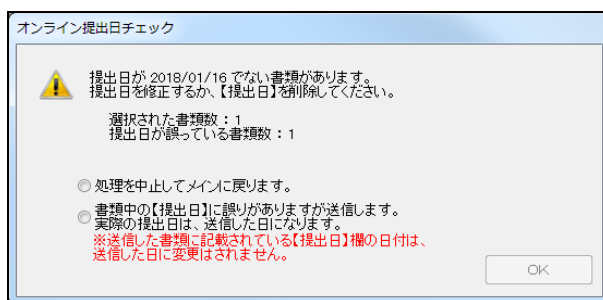 オンライン提出日チェック
提出日が 2018/01/16 でない書類があります。
提出日を修正するか、【提出日】を削除してください。
選択された書類数：1
提出日が誤っている書類数：1
処理を中止してメインに戻ります。
書類中の【提出日】に誤りがありますが送信します。
実際の提出日は、送信した日になります。
※送信した書類に記載されている【提出日】欄の日付は、
送信した日に変更はされません。
OK